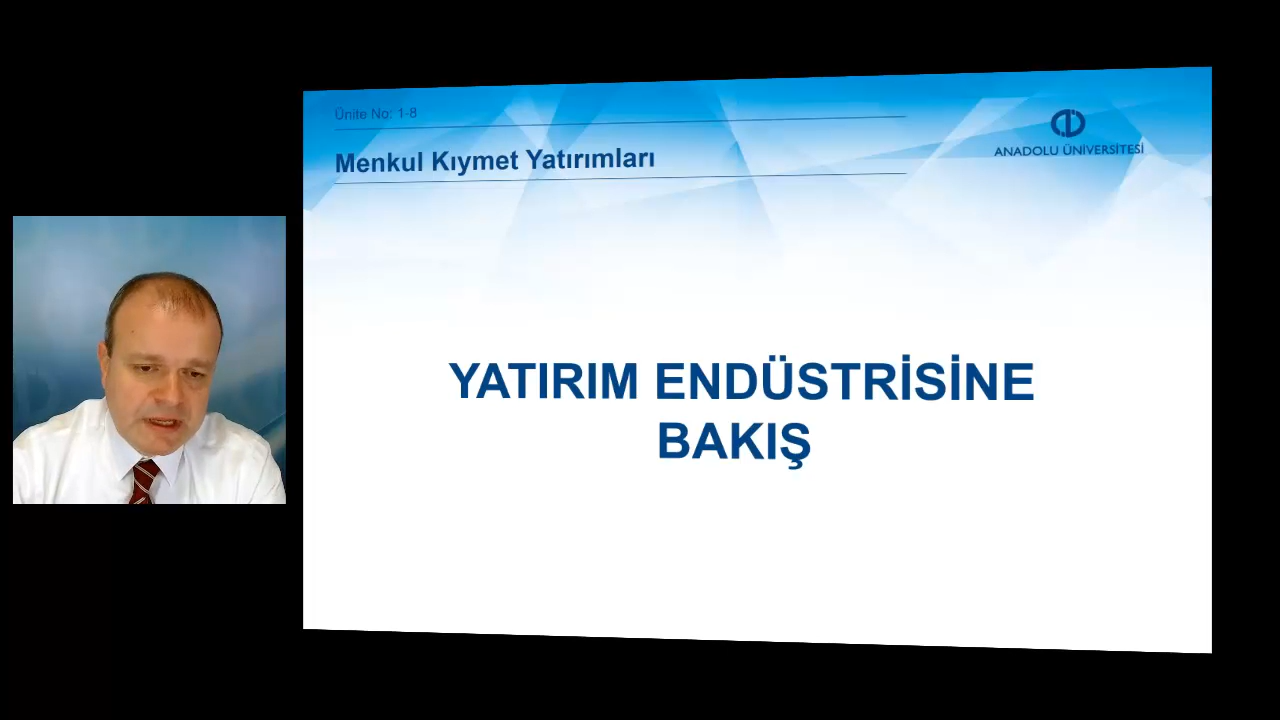 Ünite No: 1-8
Menkul Kıymet Yatırımları
ANADOLU ÜNİVERSİTESİ
YATIRIM ENDÜSTRİSİNE
BAKIŞ